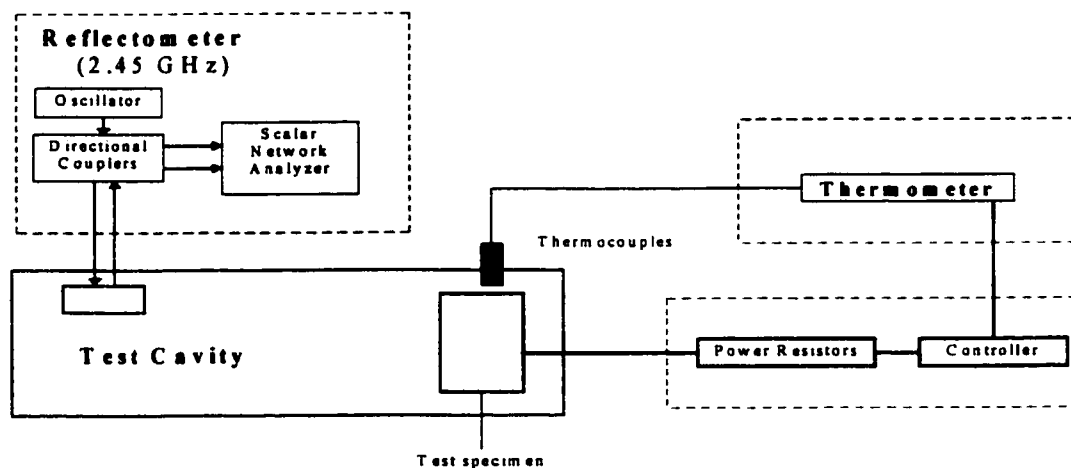 Reflectometer
(2.45 GHz)
Oscillator
Directional
Couplers
Scalar
Network
Analyzer
Thermometer
Thermocouples
Test Cavity
Power Resistors
Controller
Test specimen